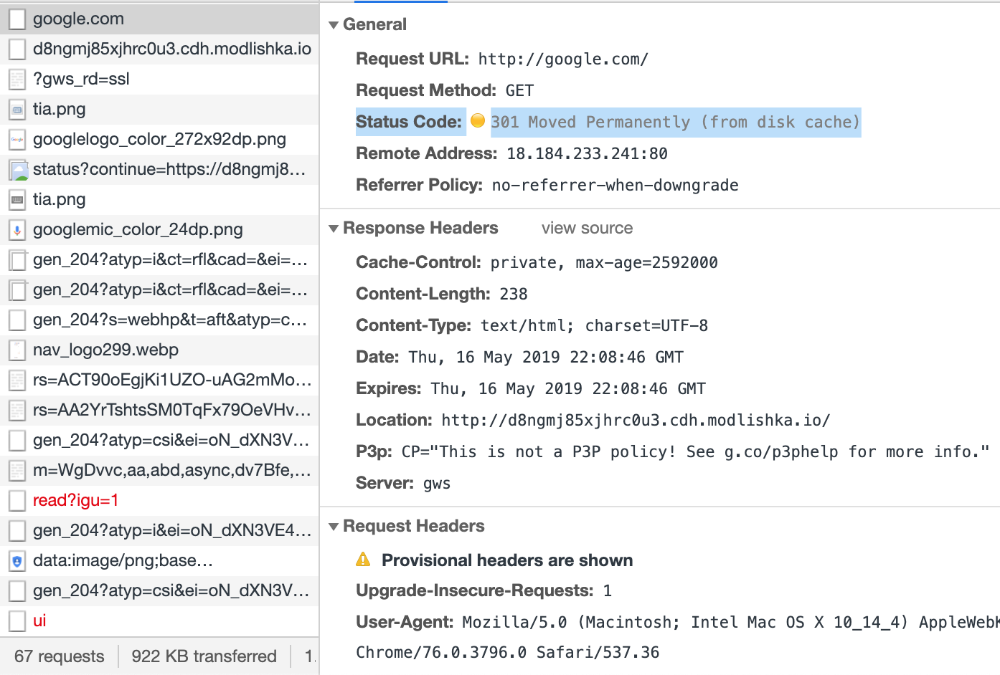 google.com
d8ngmj85xjhrc0u3.cdh.modlishka.io
?gws_rd=ssl
tia.png
googlelogo_color_272x92dp.png
status?continue=https://d8ngmj8…
tia.png
googlemic_color_24dp.png
gen_204?atyp=i&ct=rfl&cad=&ei=…
gen_204?atyp=i&ct=rfl&cad=&ei=…
gen_204?s=webhp&t=aft&atyp=c…
nav_logo299.webp
rs=ACT90oEgjKi1UZO-uAG2mMo…
rs=AA2YrTshtsSM0TqFx79OeVHv…
gen_204?atyp=csi&ei=oN_dXN3V…
m=WgDvvc,aa,abd,async,dv7Bfe,…
read?igu=1
gen_204?atyp=i&ei=oN_dXN3VE4…
data:image/png;base…
gen_204?atyp=csi&ei=oN_dXN3V…
ui
67 requests 922 KB transferred 1.
General
Request URL: http://google.com/
Request Method: GET
Status Code: 301 Moved Permanently (from disk cache)
Remote Address: 18.184.233.241:80
Referrer Policy: no-referrer-when-downgrade
Response Headers view source
Cache-Control: private, max-age=2592000
Content-Length: 238
Content-Type: text/html; charset=UTF-8
Date: Thu, 16 May 2019 22:08:46 GMT
Expires: Thu, 16 May 2019 22:08:46 GMT
Location: http://d8ngmj85xjhrc0u3.cdh.modlishka.io/
P3p: CP="This is not a P3P policy! See g.co/p3phelp for more info."
Server: gws
Request Headers
Provisional headers are shown
Upgrade-Insecure-Requests: 1
User-Agent: Mozilla/5.0 (Macintosh; Intel Mac OS X 10_14_4) AppleWebK
Chrome/76.0.3796.0 Safari/537.36